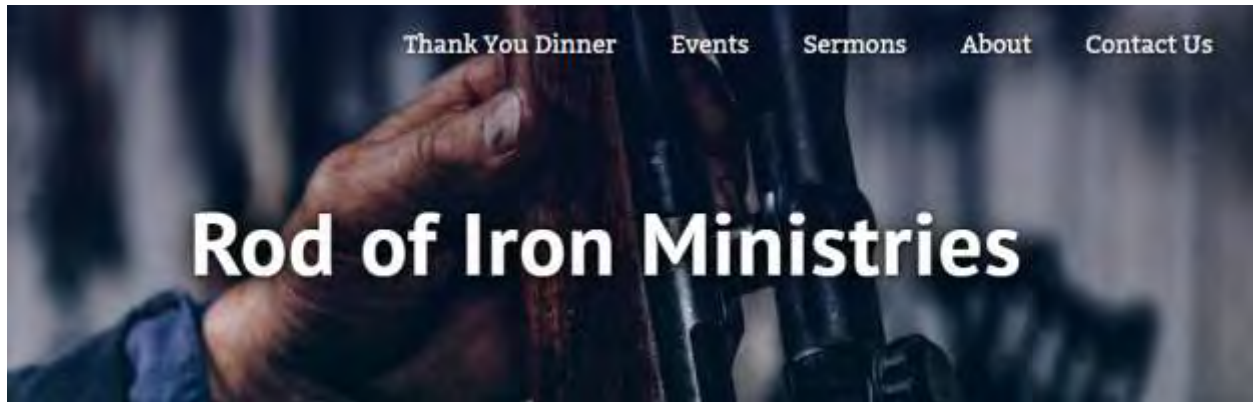 Thank You Dinner Events Sermons About Contact Us
Rod of Iron Ministries